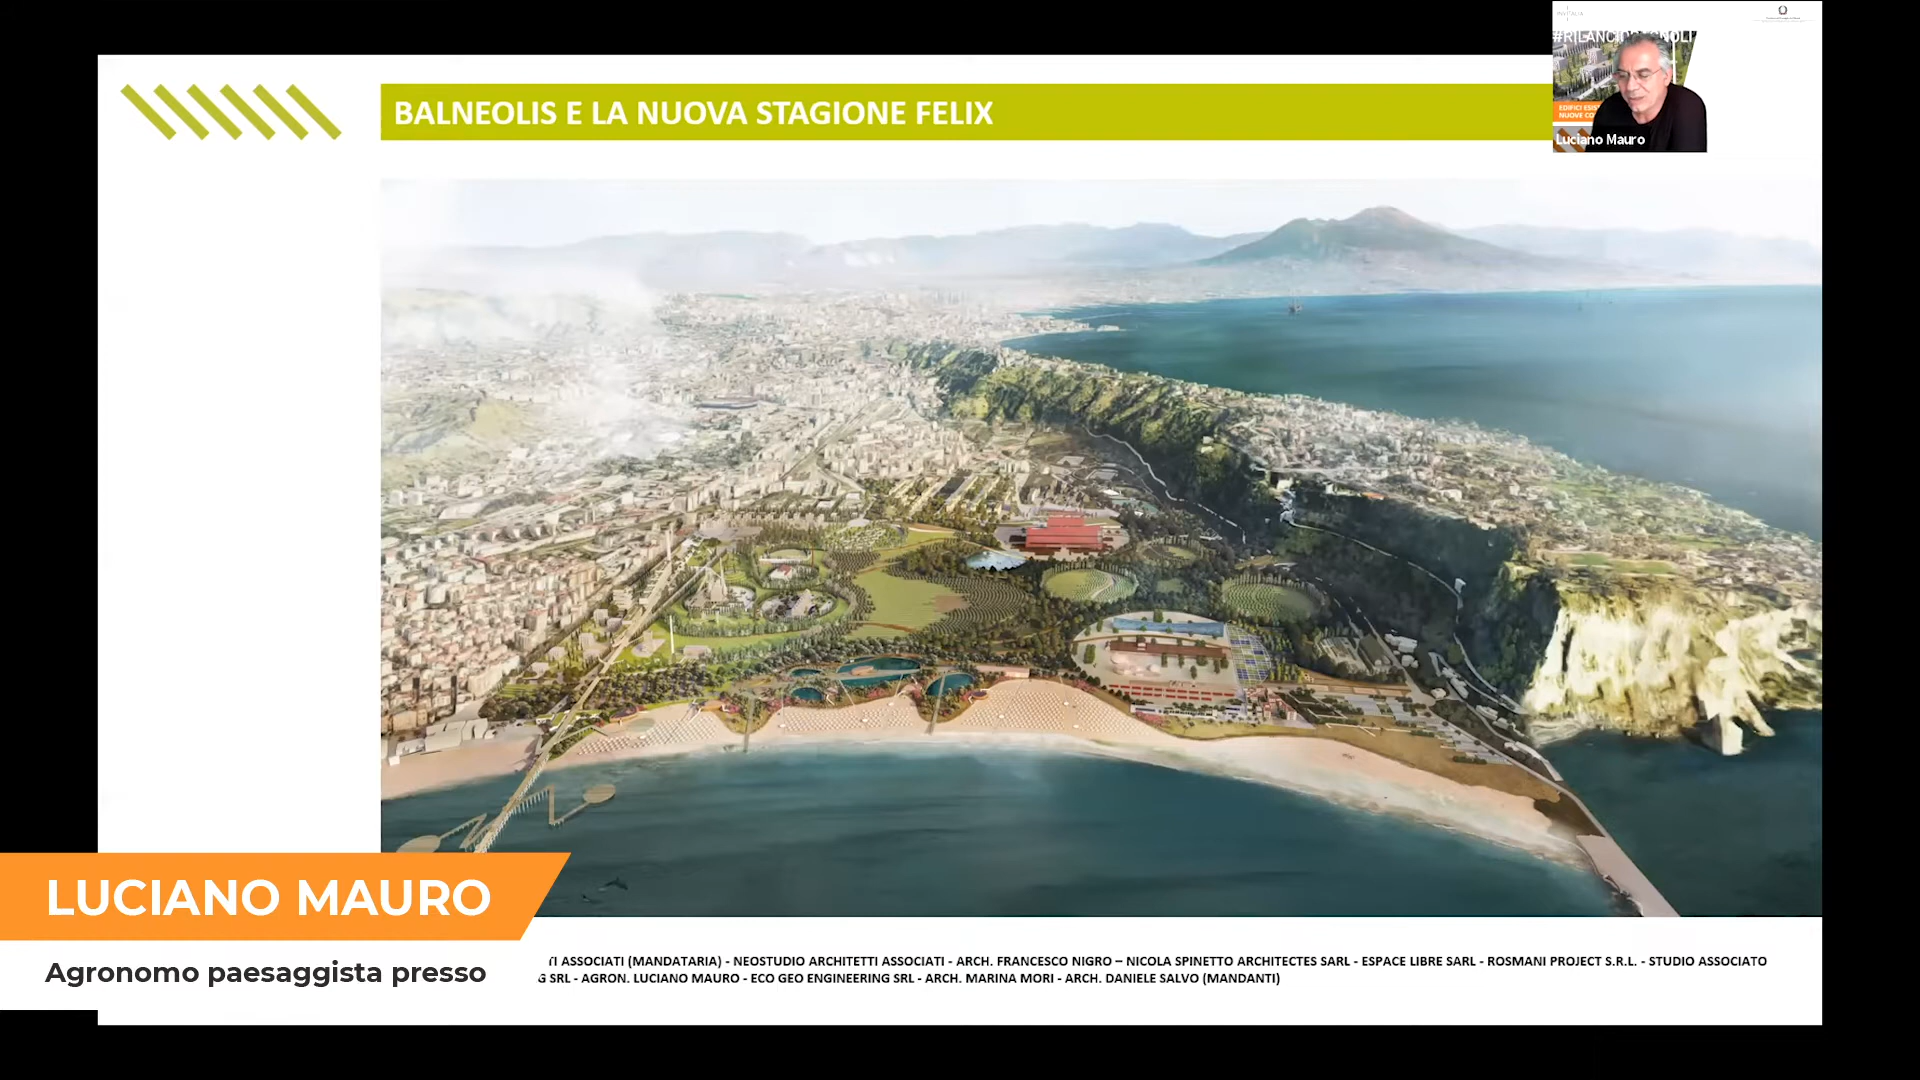 BALNEOLIS E LA NUOVA STAGIONE FELIX
INVITALIA
Luciano Mauro
LUCIANO MAURO
Agronomo paesaggista presso
ASSOCIATI (MANDATARIA) - NEOSTUDIO ARCHITETTI ASSOCIATI - ARCH. FRANCESCO NIGRO – NICOLA SPINETTO ARCHITECTES SARL - ESPACE LIBRE SARL - ROSMANI PROJECT S.R.L. - STUDIO ASSOCIATO
SRL - AGRON. LUCIANO MAURO - ECO GEO ENGINEERING SRL - ARCH. MARINA MORI - ARCH. DANIELE SALVO (MANDANTI)